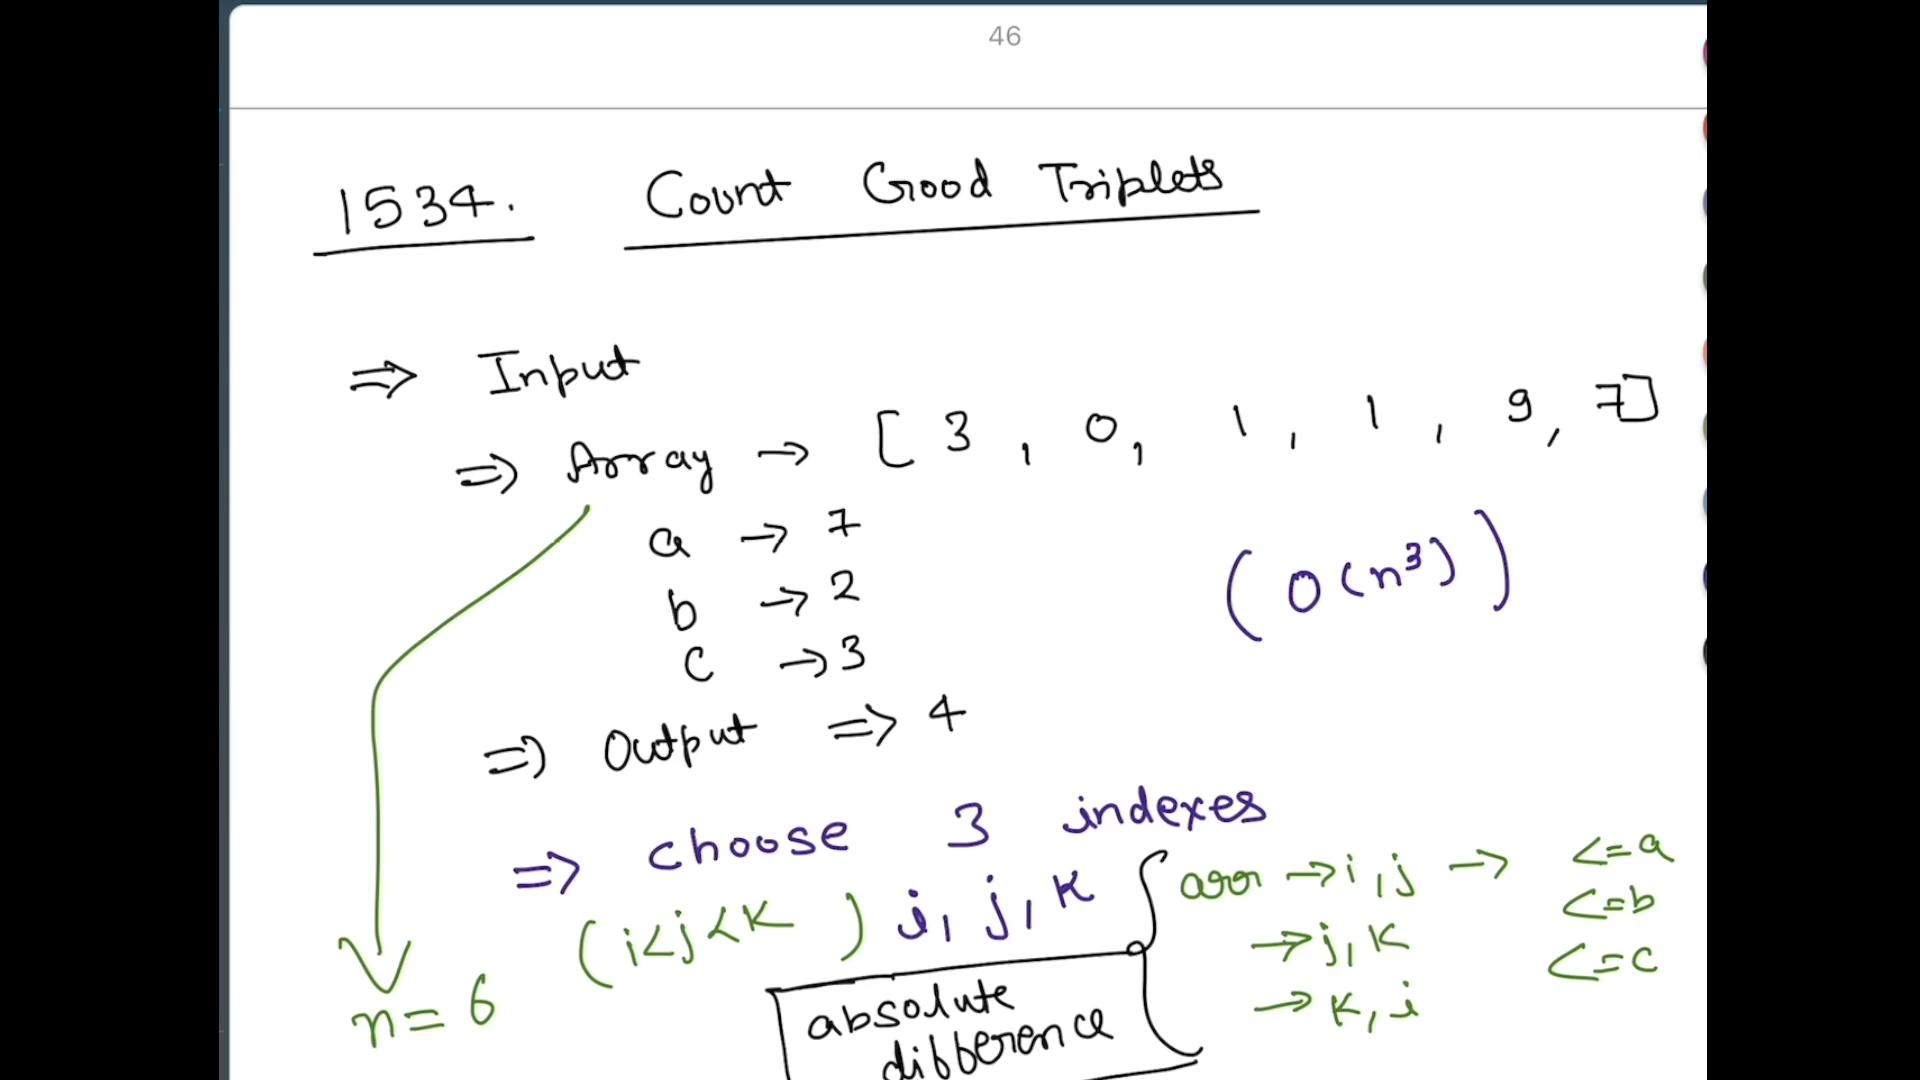 46
1534. Count Good Triplets
⇒ Input
⇒ Array → [ 3 , 0, 1 , 1 , 9, 7]
a → 7
b → 2
c → 3
(O(n³))
⇒ Output ⇒ 4
⇒ choose 3 indexes
(i<j<k) i, j, k
arr → i, j → <=a
→ j, k <=b
→ k, i <=c
n = 6
absolute
difference